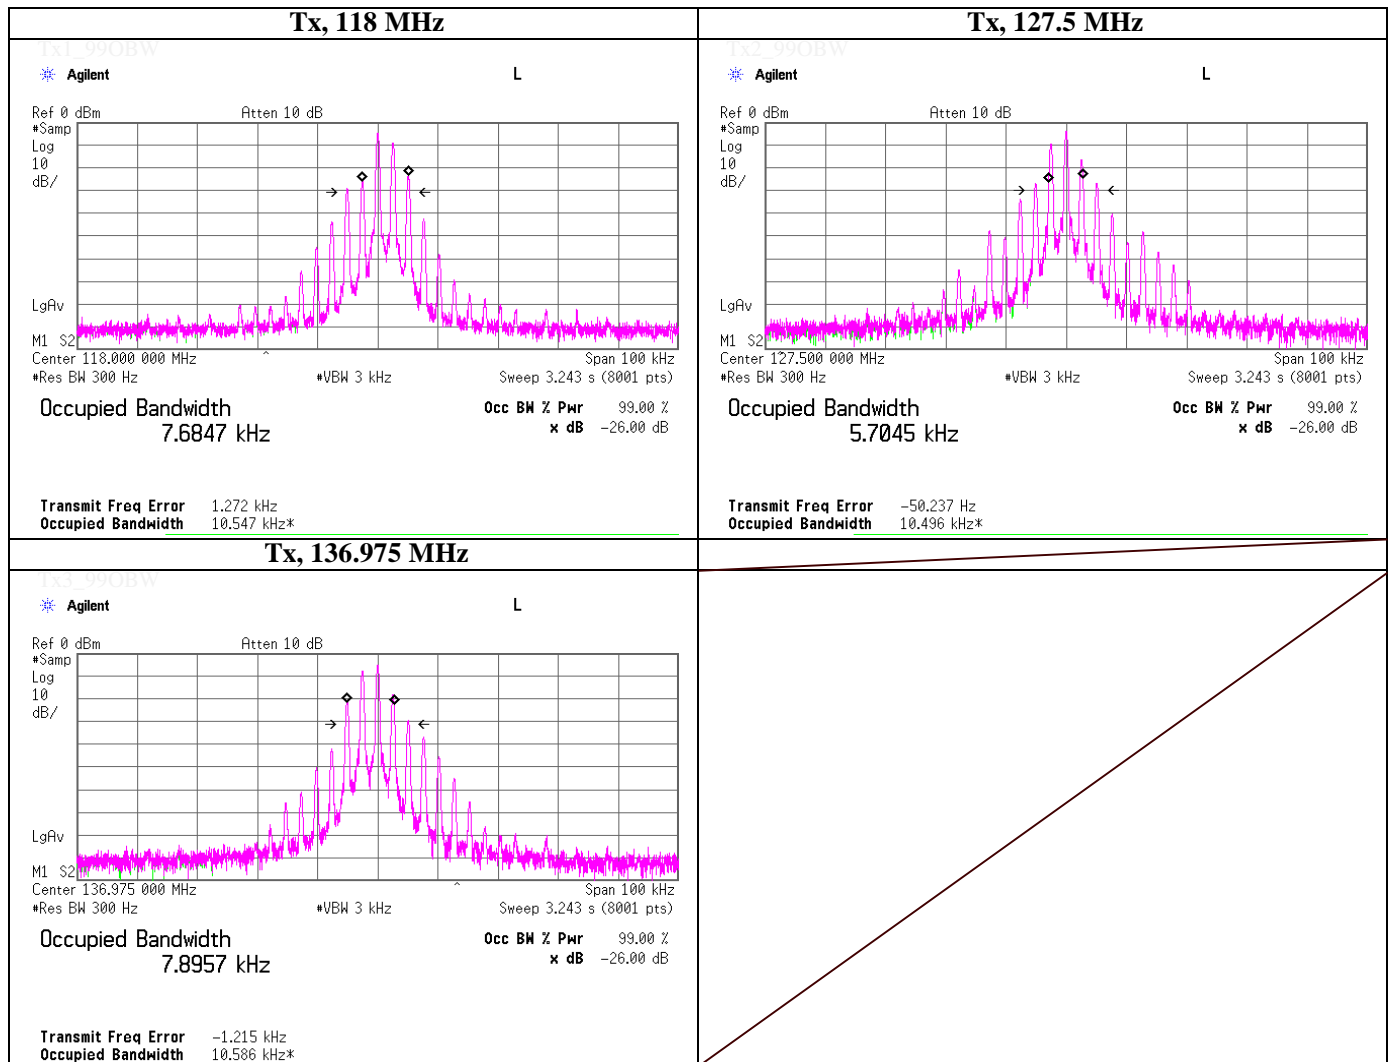 Tx, 118 MHz
Tx1_99OBW
Agilent
L
Ref 0 dBm
Atten 10 dB
#Samp
Log
10
dB/
LgAv
M1 S2
Center 118.000 000 MHz
Span 100 kHz
#Res BW 300 Hz
#VBW 3 kHz
Sweep 3.243 s (8001 pts)
Occupied Bandwidth
7.6847 kHz
Occ BW % Pwr 99.00 %
x dB -26.00 dB
Transmit Freq Error 1.272 kHz
Occupied Bandwidth 10.547 kHz*
Tx, 127.5 MHz
Tx2_99OBW
Agilent
L
Ref 0 dBm
Atten 10 dB
#Samp
Log
10
dB/
LgAv
M1 S2
Center 127.500 000 MHz
Span 100 kHz
#Res BW 300 Hz
#VBW 3 kHz
Sweep 3.243 s (8001 pts)
Occupied Bandwidth
5.7045 kHz
Occ BW % Pwr 99.00 %
x dB -26.00 dB
Transmit Freq Error -50.237 Hz
Occupied Bandwidth 10.496 kHz*
Tx, 136.975 MHz
Tx3_99OBW
Agilent
L
Ref 0 dBm
Atten 10 dB
#Samp
Log
10
dB/
LgAv
M1 S2
Center 136.975 000 MHz
Span 100 kHz
#Res BW 300 Hz
#VBW 3 kHz
Sweep 3.243 s (8001 pts)
Occupied Bandwidth
7.8957 kHz
Occ BW % Pwr 99.00 %
x dB -26.00 dB
Transmit Freq Error -1.215 kHz
Occupied Bandwidth 10.586 kHz*